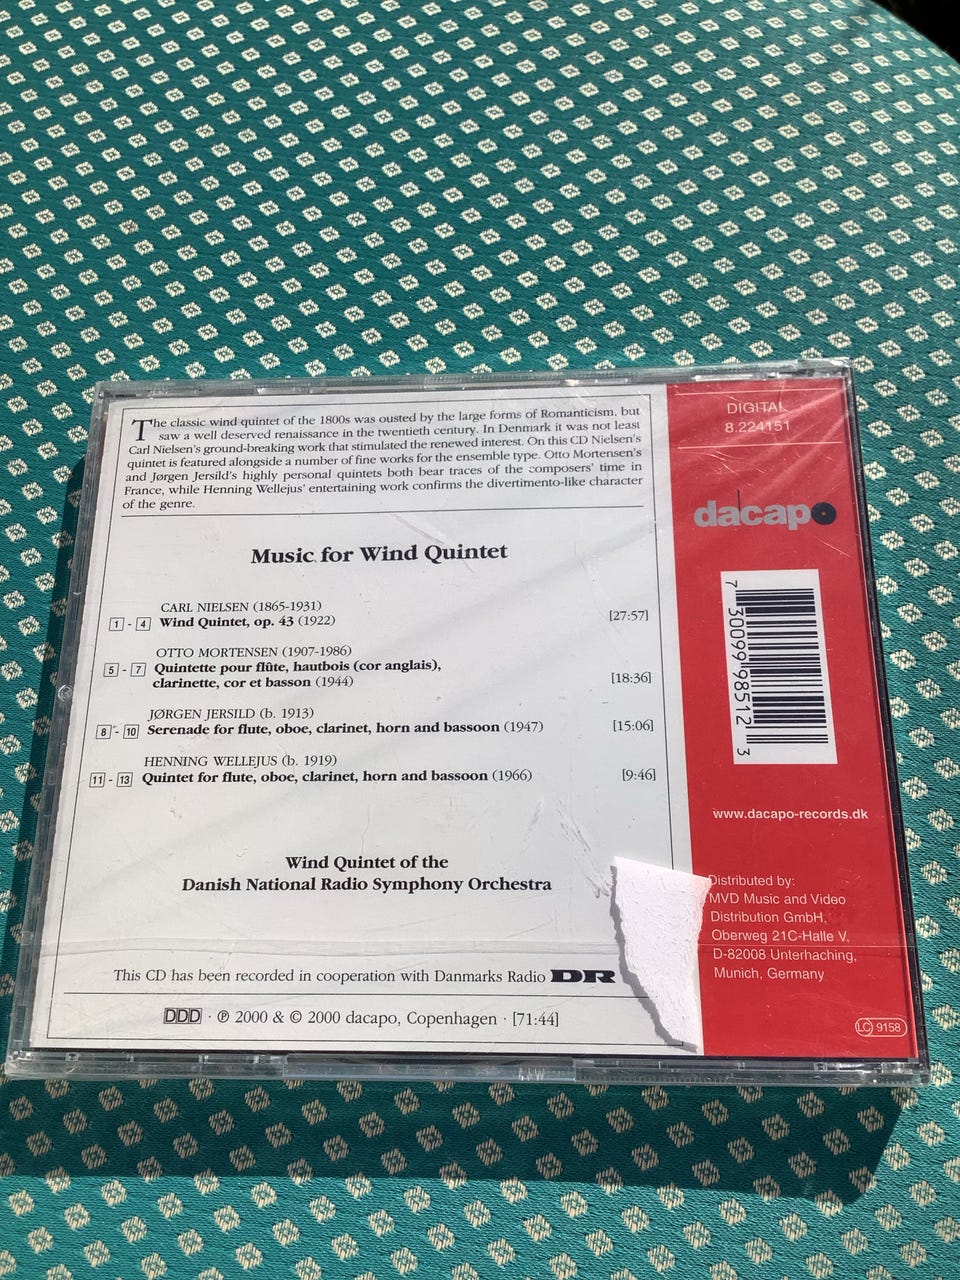 The classic wind quintet of the 1800s was ousted by the large forms of Romanticism, but
saw a well deserved renaissance in the twentieth century. In Denmark it was not least
Carl Nielsen's ground-breaking work that stimulated the renewed interest. On this CD Nielsen's
quintet is featured alongside a number of fine works for the ensemble type. Otto Mortensen's
and Jørgen Jersild's highly personal quintets both bear traces of the composers' time in
France, while Henning Wellejus' entertaining work confirms the divertimento-like character
of the genre.
Music for Wind Quintet
CARL NIELSEN (1865-1931)
1 - 4 Wind Quintet, op. 43 (1922) [27:57]
OTTO MORTENSEN (1907-1986)
5 - 7 Quintette pour flûte, hautbois (cor anglais),
clarinette, cor et basson (1944) [18:36]
JØRGEN JERSILD (b. 1913)
8 - 10 Serenade for flute, oboe, clarinet, horn and bassoon (1947) [15:06]
HENNING WELLEJUS (b. 1919)
11 - 13 Quintet for flute, oboe, clarinet, horn and bassoon (1966) [9:46]
Wind Quintet of the
Danish National Radio Symphony Orchestra
This CD has been recorded in cooperation with Danmarks Radio DR
DDD · ℗ 2000 & © 2000 dacapo, Copenhagen · [71:44]
DIGITAL
8.224151
dacapo
7 30099 98512 3
www.dacapo-records.dk
Distributed by:
MVD Music and Video
Distribution GmbH,
Oberweg 21C-Halle V,
D-82008 Unterhaching,
Munich, Germany
LC 9158